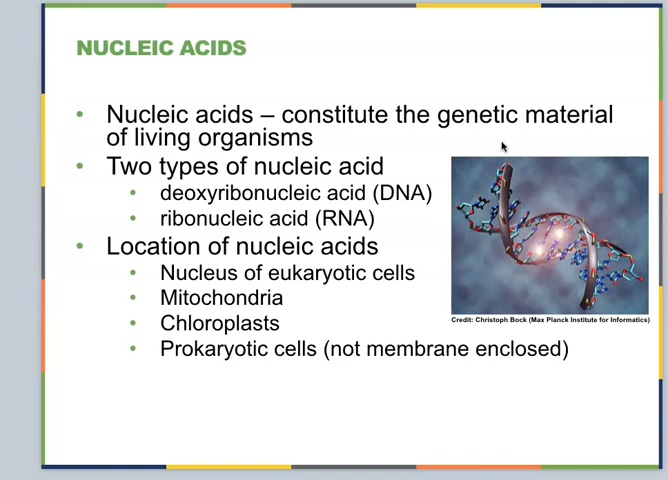 NUCLEIC ACIDS
• Nucleic acids – constitute the genetic material
of living organisms
• Two types of nucleic acid
• deoxyribonucleic acid (DNA)
• ribonucleic acid (RNA)
• Location of nucleic acids
• Nucleus of eukaryotic cells
• Mitochondria
• Chloroplasts
• Prokaryotic cells (not membrane enclosed)
Credit: Christoph Bock (Max Planck Institute for Informatics)